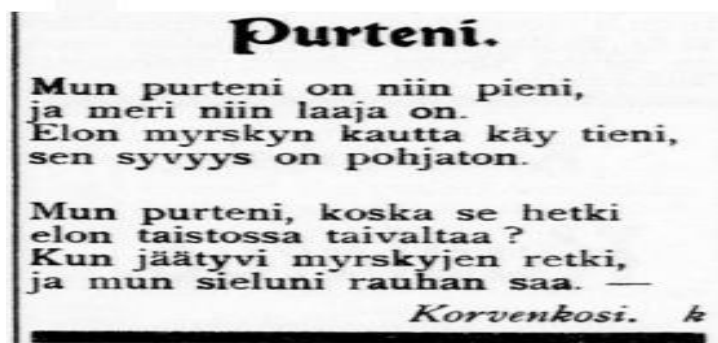 Purteni.
Mun purteni on niin pieni,
ja meri niin laaja on.
Elon myrskyn kautta käy tieni,
sen syvyys on pohjaton.
Mun purteni, koska se hetki
elon taistossa taivaltaa?
Kun jäätyvi myrskyjen retki,
ja mun sieluni rauhan saa. —
Korvenkosi. k